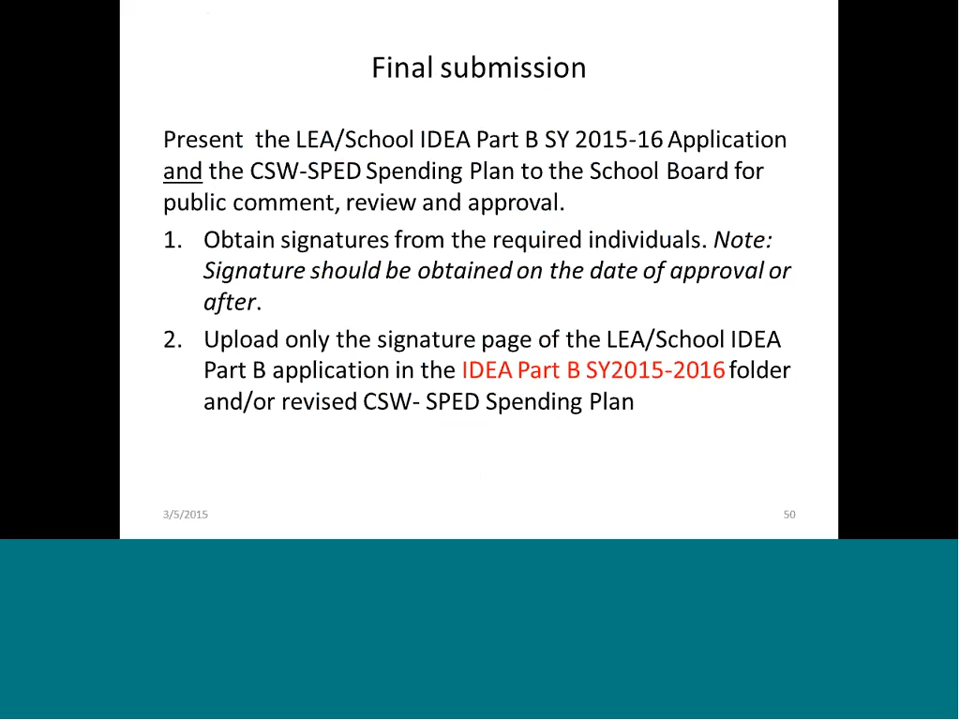 Final submission
Present the LEA/School IDEA Part B SY 2015-16 Application
and the CSW-SPED Spending Plan to the School Board for
public comment, review and approval.
1. Obtain signatures from the required individuals. Note:
Signature should be obtained on the date of approval or
after.
2. Upload only the signature page of the LEA/School IDEA
Part B application in the IDEA Part B SY2015-2016 folder
and/or revised CSW- SPED Spending Plan
3/5/2015
50